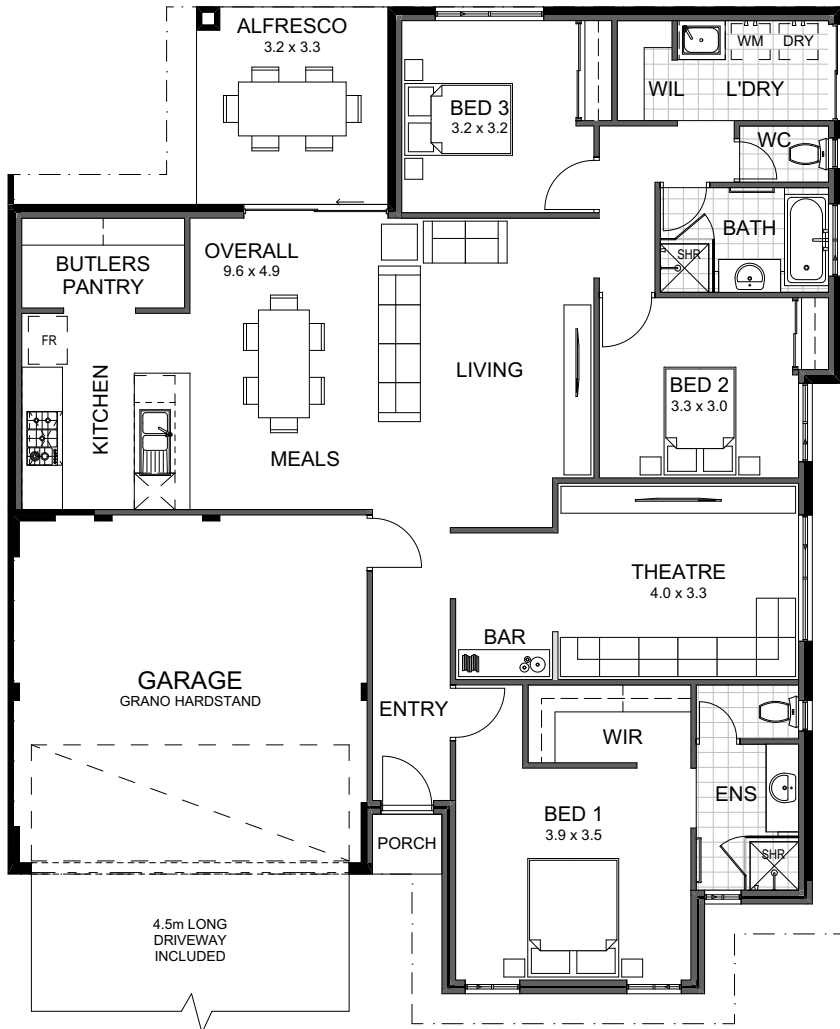 ALFRESCO
3.2 x 3.3
BED 3
3.2 x 3.2
WM
DRY
WIL
L'DRY
WC
BATH
SHR
BUTLERS
PANTRY
OVERALL
9.6 x 4.9
FR
KITCHEN
LIVING
MEALS
BED 2
3.3 x 3.0
THEATRE
4.0 x 3.3
BAR
GARAGE
GRANO HARDSTAND
ENTRY
WIR
ENS
BED 1
3.9 x 3.5
PORCH
SHR
4.5m LONG
DRIVEWAY
INCLUDED